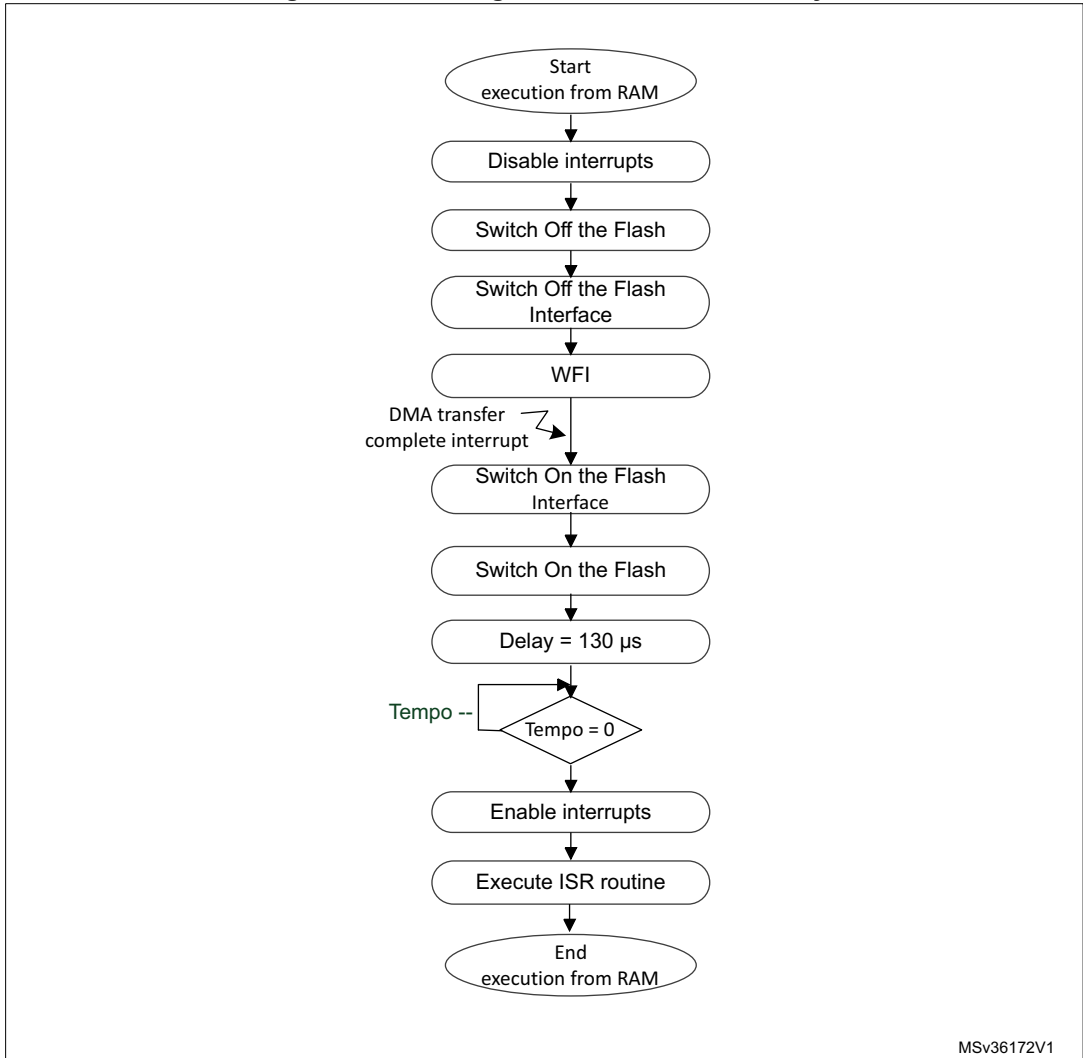 Start
execution from RAM
Disable interrupts
Switch Off the Flash
Switch Off the Flash
Interface
WFI
DMA transfer
complete interrupt
Switch On the Flash
Interface
Switch On the Flash
Delay = 130 µs
Tempo --
Tempo = 0
Enable interrupts
Execute ISR routine
End
execution from RAM
MSv36172V1